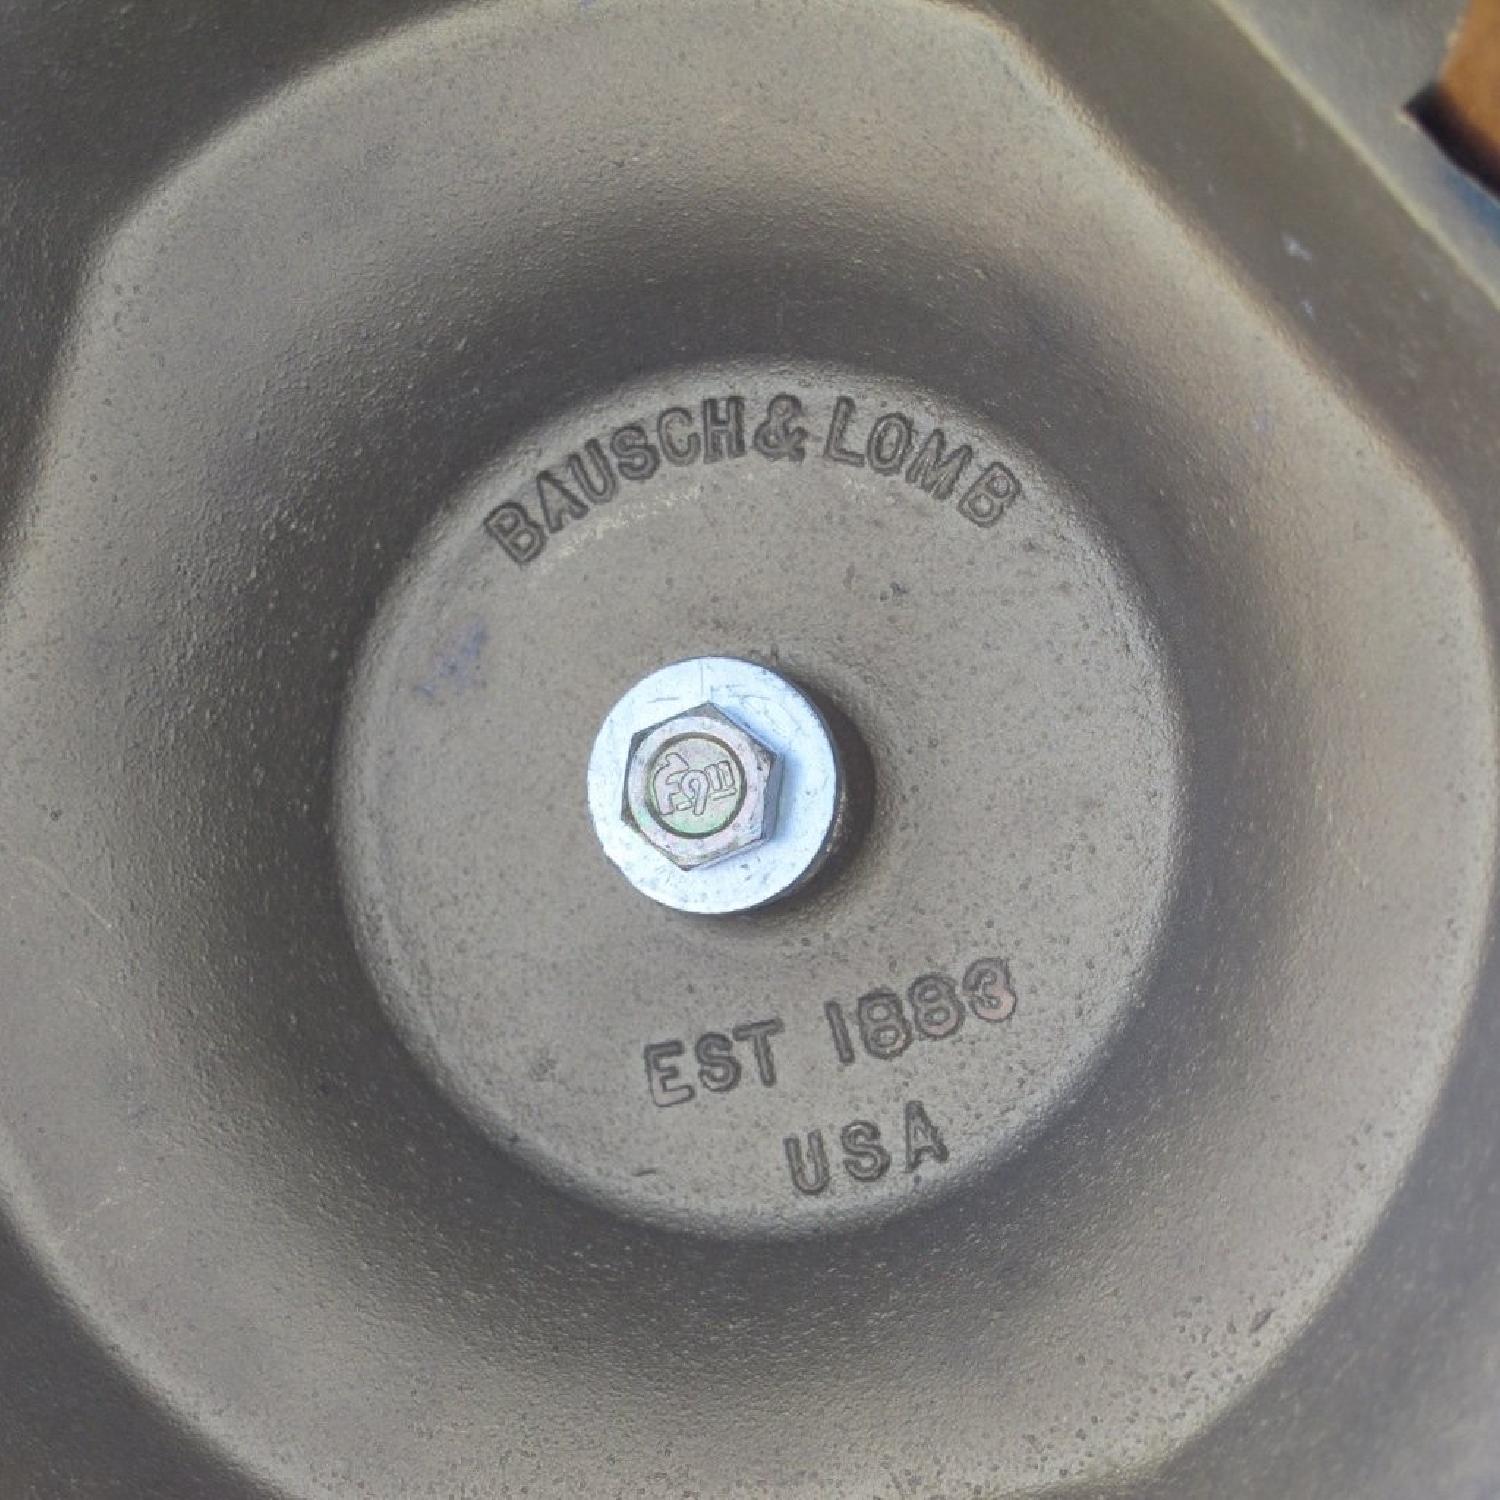 BAUSCH & LOMB
EST 1883
USA